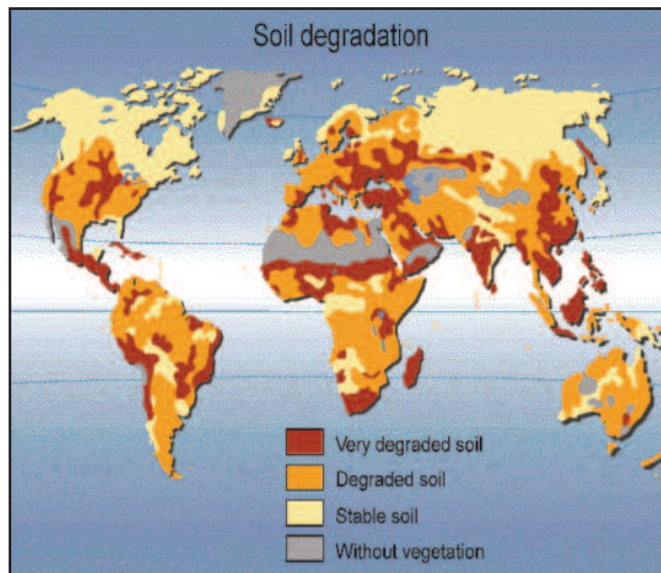 Soil degradation
Very degraded soil
Degraded soil
Stable soil
Without vegetation